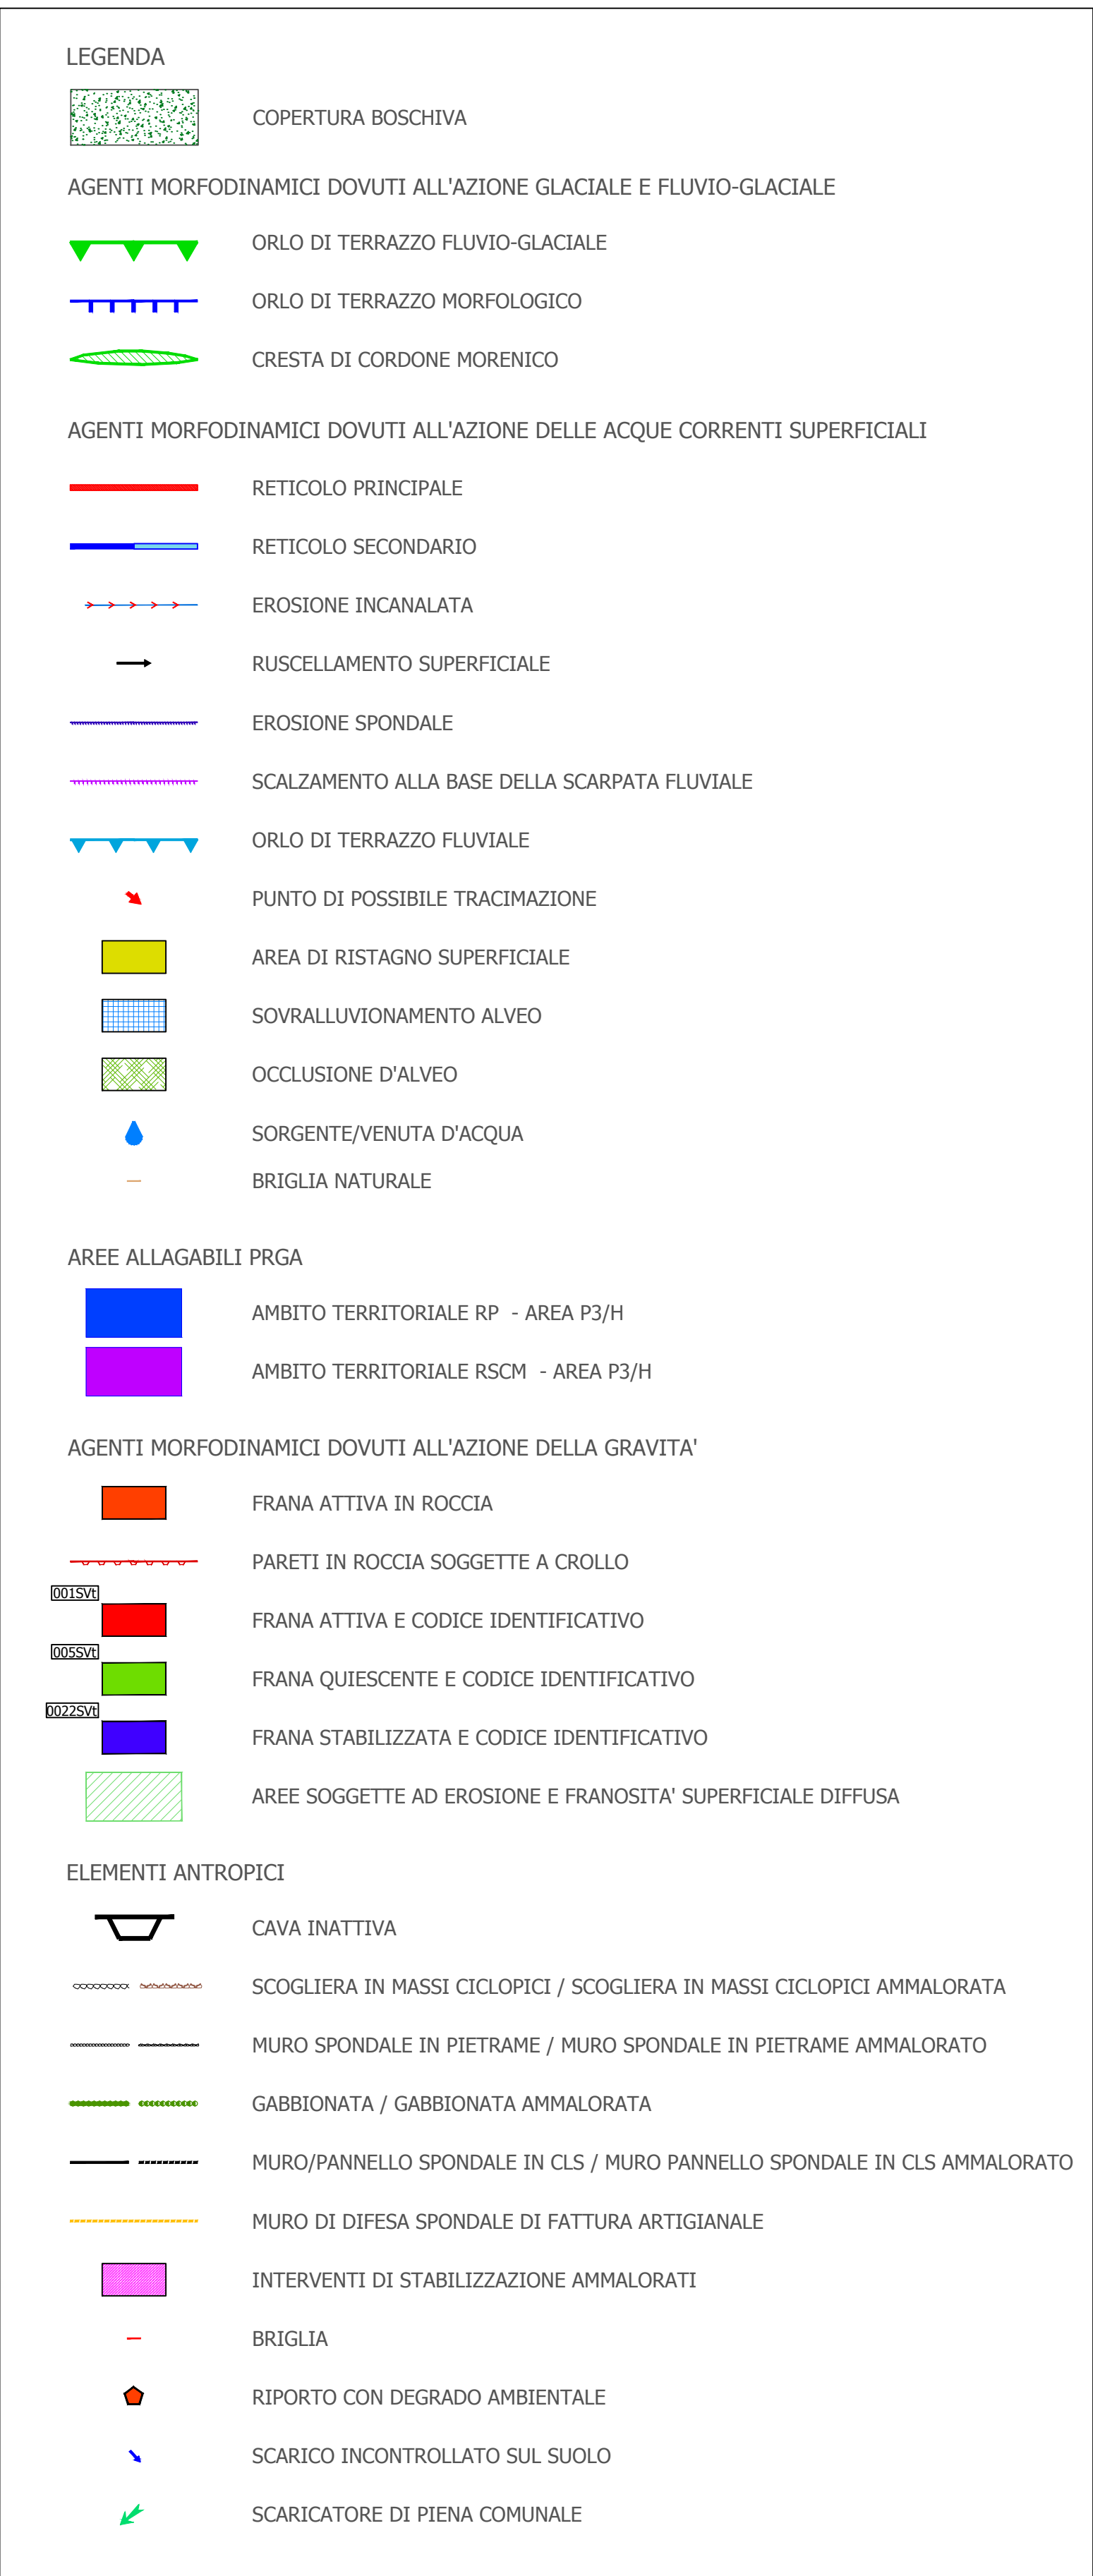 LEGENDA
COPERTURA BOSCHIVA
AGENTI MORFODINAMICI DOVUTI ALL'AZIONE GLACIALE E FLUVIO-GLACIALE
ORLO DI TERRAZZO FLUVIO-GLACIALE
ORLO DI TERRAZZO MORFOLOGICO
CRESTA DI CORDONE MORENICO
AGENTI MORFODINAMICI DOVUTI ALL'AZIONE DELLE ACQUE CORRENTI SUPERFICIALI
RETICOLO PRINCIPALE
RETICOLO SECONDARIO
EROSIONE INCANALATA
RUSCELLAMENTO SUPERFICIALE
EROSIONE SPONDALE
SCALZAMENTO ALLA BASE DELLA SCARPATA FLUVIALE
ORLO DI TERRAZZO FLUVIALE
PUNTO DI POSSIBILE TRACIMAZIONE
AREA DI RISTAGNO SUPERFICIALE
SOVRALLUVIONAMENTO ALVEO
OCCLUSIONE D'ALVEO
SORGENTE/VENUTA D'ACQUA
BRIGLIA NATURALE
AREE ALLAGABILI PRGA
AMBITO TERRITORIALE RP - AREA P3/H
AMBITO TERRITORIALE RSCM - AREA P3/H
AGENTI MORFODINAMICI DOVUTI ALL'AZIONE DELLA GRAVITA'
FRANA ATTIVA IN ROCCIA
PARETI IN ROCCIA SOGGETTE A CROLLO
001SVt
FRANA ATTIVA E CODICE IDENTIFICATIVO
005SVt
FRANA QUIESCENTE E CODICE IDENTIFICATIVO
0022SVt
FRANA STABILIZZATA E CODICE IDENTIFICATIVO
AREE SOGGETTE AD EROSIONE E FRANOSITA' SUPERFICIALE DIFFUSA
ELEMENTI ANTROPICI
CAVA INATTIVA
SCOGLIERA IN MASSI CICLOPICI / SCOGLIERA IN MASSI CICLOPICI AMMALORATA
MURO SPONDALE IN PIETRAME / MURO SPONDALE IN PIETRAME AMMALORATO
GABBIONATA / GABBIONATA AMMALORATA
MURO/PANNELLO SPONDALE IN CLS / MURO PANNELLO SPONDALE IN CLS AMMALORATO
MURO DI DIFESA SPONDALE DI FATTURA ARTIGIANALE
INTERVENTI DI STABILIZZAZIONE AMMALORATI
BRIGLIA
RIPORTO CON DEGRADO AMBIENTALE
SCARICO INCONTROLLATO SUL SUOLO
SCARICATORE DI PIENA COMUNALE